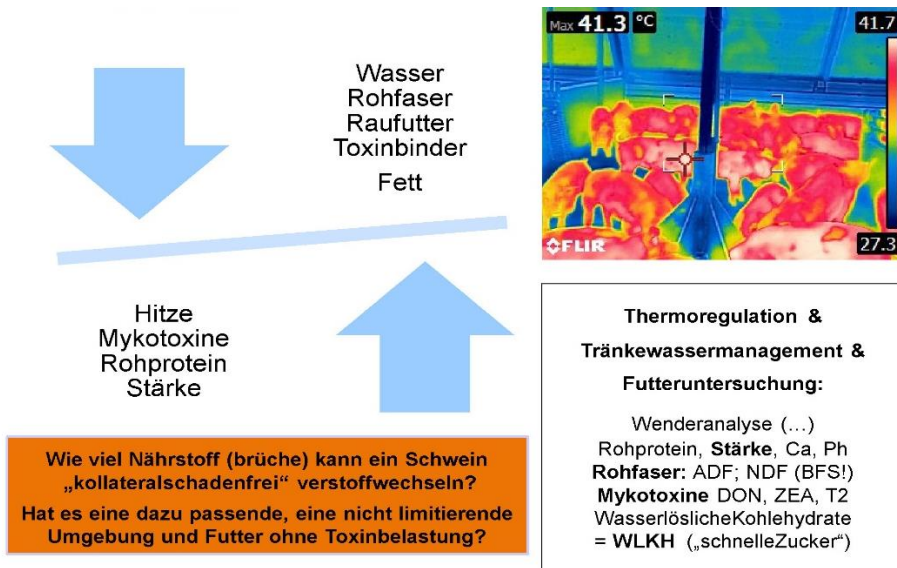 Wasser
Rohfaser
Raufutter
Toxinbinder
Fett
Hitze
Mykotoxine
Rohprotein
Stärke
Wie viel Nährstoff (brüche) kann ein Schwein
„kollateralschadenfrei“ verstoffwechseln?
Hat es eine dazu passende, eine nicht limitierende
Umgebung und Futter ohne Toxinbelastung?
Max 41.3 °C
41.7
27.3
FLIR
Thermoregulation &
Tränkewassermanagement &
Futteruntersuchung:
Wenderanalyse (...)
Rohprotein, Stärke, Ca, Ph
Rohfaser: ADF; NDF (BFS!)
Mykotoxine DON, ZEA, T2
WasserlöslicheKohlehydrate
= WLKH („schnelleZucker“)